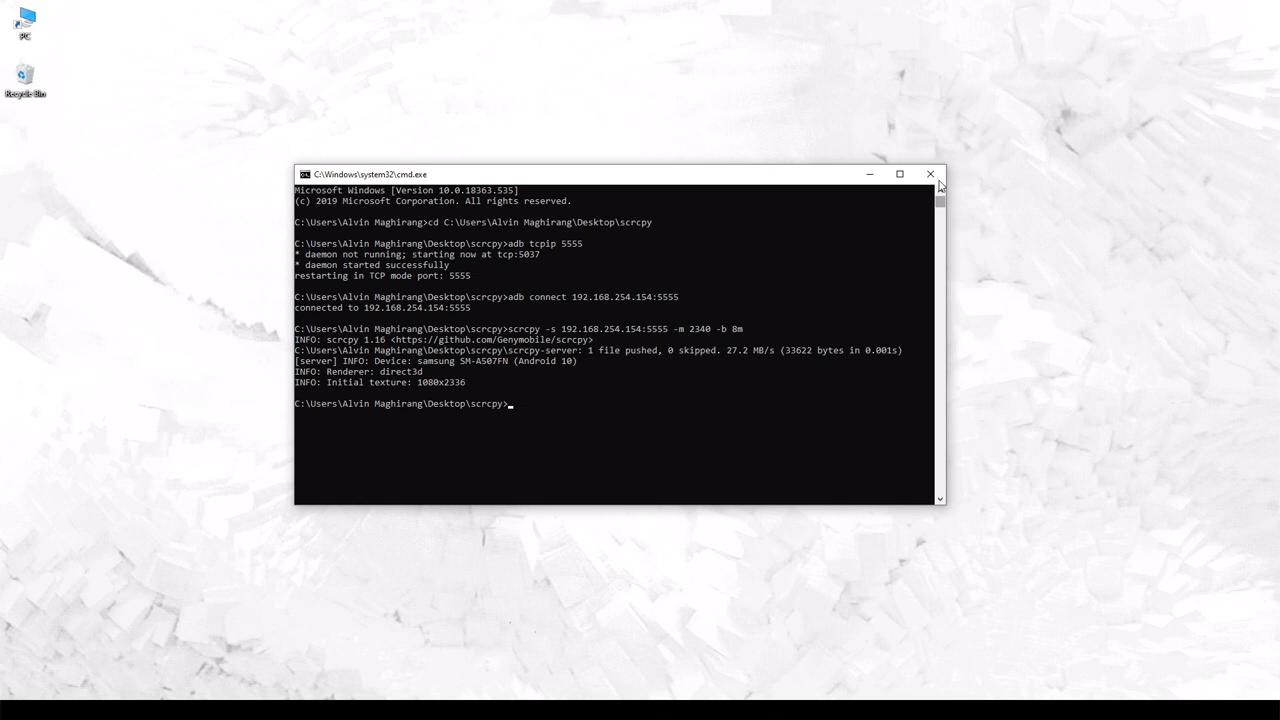 PC
Recycle Bin
C:\Windows\system32\cmd.exe
Microsoft Windows [Version 10.0.18363.535]
(c) 2019 Microsoft Corporation. All rights reserved.
C:\Users\Alvin Maghirang>cd C:\Users\Alvin Maghirang\Desktop\scrcpy
C:\Users\Alvin Maghirang\Desktop\scrcpy>adb tcpip 5555
* daemon not running; starting now at tcp:5037
* daemon started successfully
restarting in TCP mode port: 5555
C:\Users\Alvin Maghirang\Desktop\scrcpy>adb connect 192.168.254.154:5555
connected to 192.168.254.154:5555
C:\Users\Alvin Maghirang\Desktop\scrcpy>scrcpy -s 192.168.254.154:5555 -m 2340 -b 8m
INFO: scrcpy 1.16 <https://github.com/Genymobile/scrcpy>
C:\Users\Alvin Maghirang\Desktop\scrcpy\scrcpy-server: 1 file pushed, 0 skipped. 27.2 MB/s (33622 bytes in 0.001s)
[server] INFO: Device: samsung SM-A507FN (Android 10)
INFO: Renderer: direct3d
INFO: Initial texture: 1080x2336
C:\Users\Alvin Maghirang\Desktop\scrcpy>